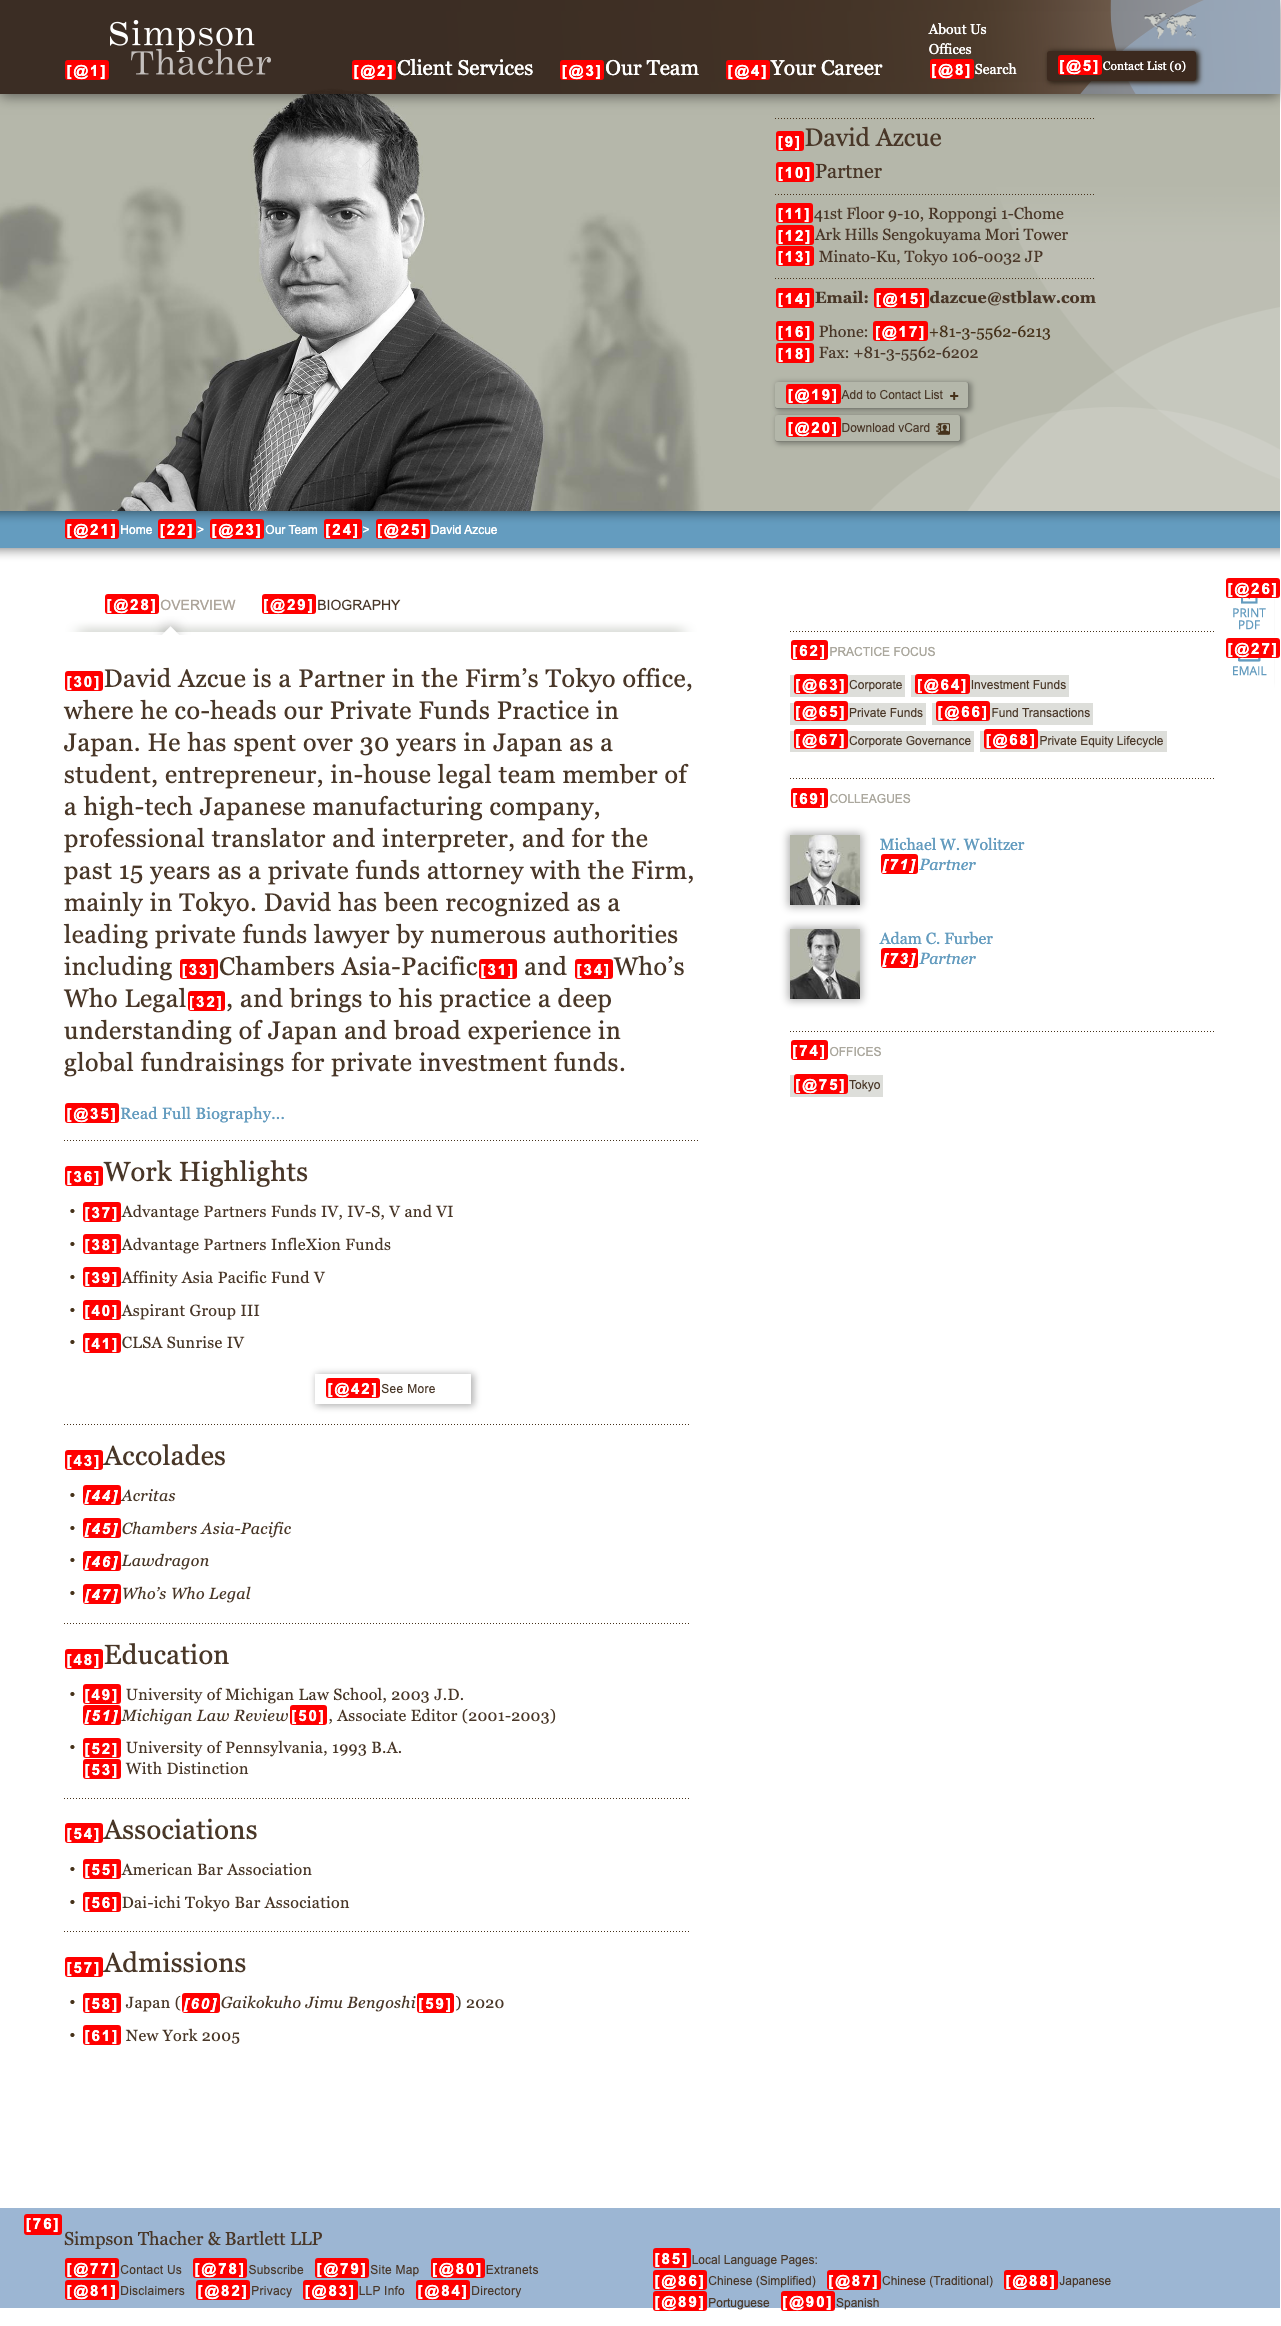 Simpson
Thacher
[@1]
[@2]Client Services [@3]Our Team [@4]Your Career
About Us
Offices
[@8]Search
[@5]Contact List (0)
[9]David Azcue
[10]Partner
[11]41st Floor 9-10, Roppongi 1-Chome
[12]Ark Hills Sengokuyama Mori Tower
[13] Minato-Ku, Tokyo 106-0032 JP
[14]Email: [@15]dazcue@stblaw.com
[16] Phone: [@17]+81-3-5562-6213
[18] Fax: +81-3-5562-6202
[@19]Add to Contact List +
[@20]Download vCard
[@21]Home [22]> [@23]Our Team [24]> [@25]David Azcue
[@26]
PRINT
PDF
[@27]
EMAIL
[@28]OVERVIEW [@29]BIOGRAPHY
[30]David Azcue is a Partner in the Firm’s Tokyo office,
where he co-heads our Private Funds Practice in
Japan. He has spent over 30 years in Japan as a
student, entrepreneur, in-house legal team member of
a high-tech Japanese manufacturing company,
professional translator and interpreter, and for the
past 15 years as a private funds attorney with the Firm,
mainly in Tokyo. David has been recognized as a
leading private funds lawyer by numerous authorities
including [33]Chambers Asia-Pacific[31] and [34]Who’s
Who Legal[32], and brings to his practice a deep
understanding of Japan and broad experience in
global fundraisings for private investment funds.
[@35]Read Full Biography...
[36]Work Highlights
• [37]Advantage Partners Funds IV, IV-S, V and VI
• [38]Advantage Partners InfleXion Funds
• [39]Affinity Asia Pacific Fund V
• [40]Aspirant Group III
• [41]CLSA Sunrise IV
[@42]See More
[43]Accolades
• [44]Acritas
• [45]Chambers Asia-Pacific
• [46]Lawdragon
• [47]Who’s Who Legal
[48]Education
• [49] University of Michigan Law School, 2003 J.D.
[51]Michigan Law Review[50], Associate Editor (2001-2003)
• [52] University of Pennsylvania, 1993 B.A.
[53] With Distinction
[54]Associations
• [55]American Bar Association
• [56]Dai-ichi Tokyo Bar Association
[57]Admissions
• [58] Japan ([60]Gaikokuho Jimu Bengoshi[59]) 2020
• [61] New York 2005
[62]PRACTICE FOCUS
[@63]Corporate [@64]Investment Funds
[@65]Private Funds [@66]Fund Transactions
[@67]Corporate Governance [@68]Private Equity Lifecycle
[69]COLLEAGUES
Michael W. Wolitzer
[71]Partner
Adam C. Furber
[73]Partner
[74]OFFICES
[@75]Tokyo
[76]
Simpson Thacher & Bartlett LLP
[@77]Contact Us [@78]Subscribe [@79]Site Map [@80]Extranets
[@81]Disclaimers [@82]Privacy [@83]LLP Info [@84]Directory
[85]Local Language Pages:
[@86]Chinese (Simplified) [@87]Chinese (Traditional) [@88]Japanese
[@89]Portuguese [@90]Spanish